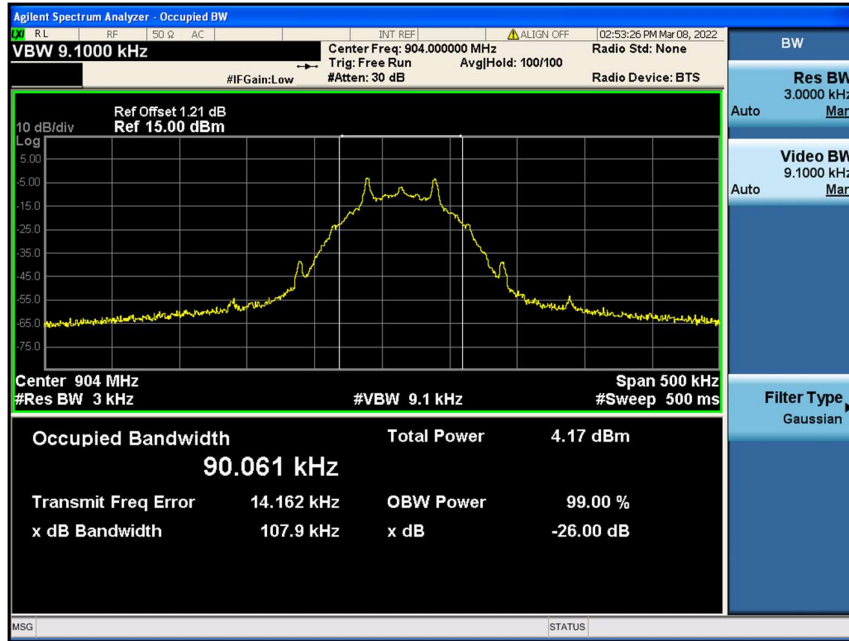 Agilent Spectrum Analyzer - Occupied BW
LXI RL RF 50 Ω AC INT REF ALIGN OFF 02:53:26 PM Mar 08, 2022
VBW 9.1000 kHz
Center Freq: 904.000000 MHz
Radio Std: None
Trig: Free Run Avg|Hold: 100/100
#IFGain:Low #Atten: 30 dB
Radio Device: BTS
BW
Res BW
3.0000 kHz
Auto Man
Video BW
9.1000 kHz
Auto Man
Filter Type
Gaussian
Ref Offset 1.21 dB
10 dB/div Ref 15.00 dBm
Log
5.00
-5.00
-15.0
-25.0
-35.0
-45.0
-55.0
-65.0
-75.0
Center 904 MHz Span 500 kHz
#Res BW 3 kHz #VBW 9.1 kHz #Sweep 500 ms
Occupied Bandwidth Total Power 4.17 dBm
90.061 kHz
Transmit Freq Error 14.162 kHz OBW Power 99.00 %
x dB Bandwidth 107.9 kHz x dB -26.00 dB
MSG STATUS